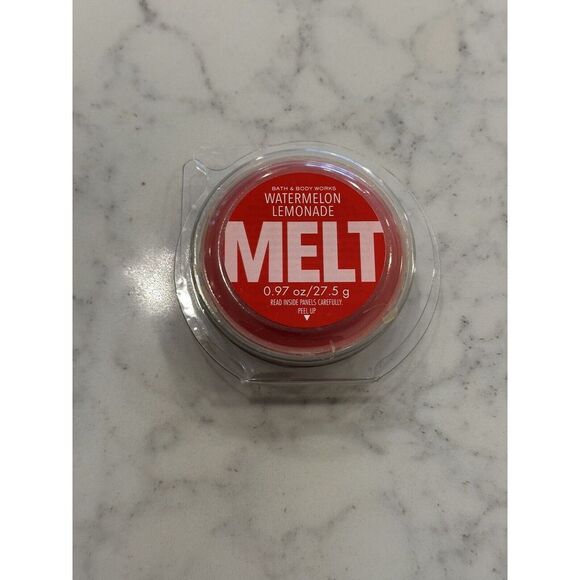 BATH & BODY WORKS
WATERMELON
LEMONADE
MELT
0.97 oz/27.5 g
READ INSIDE PANELS CAREFULLY.
PEEL UP